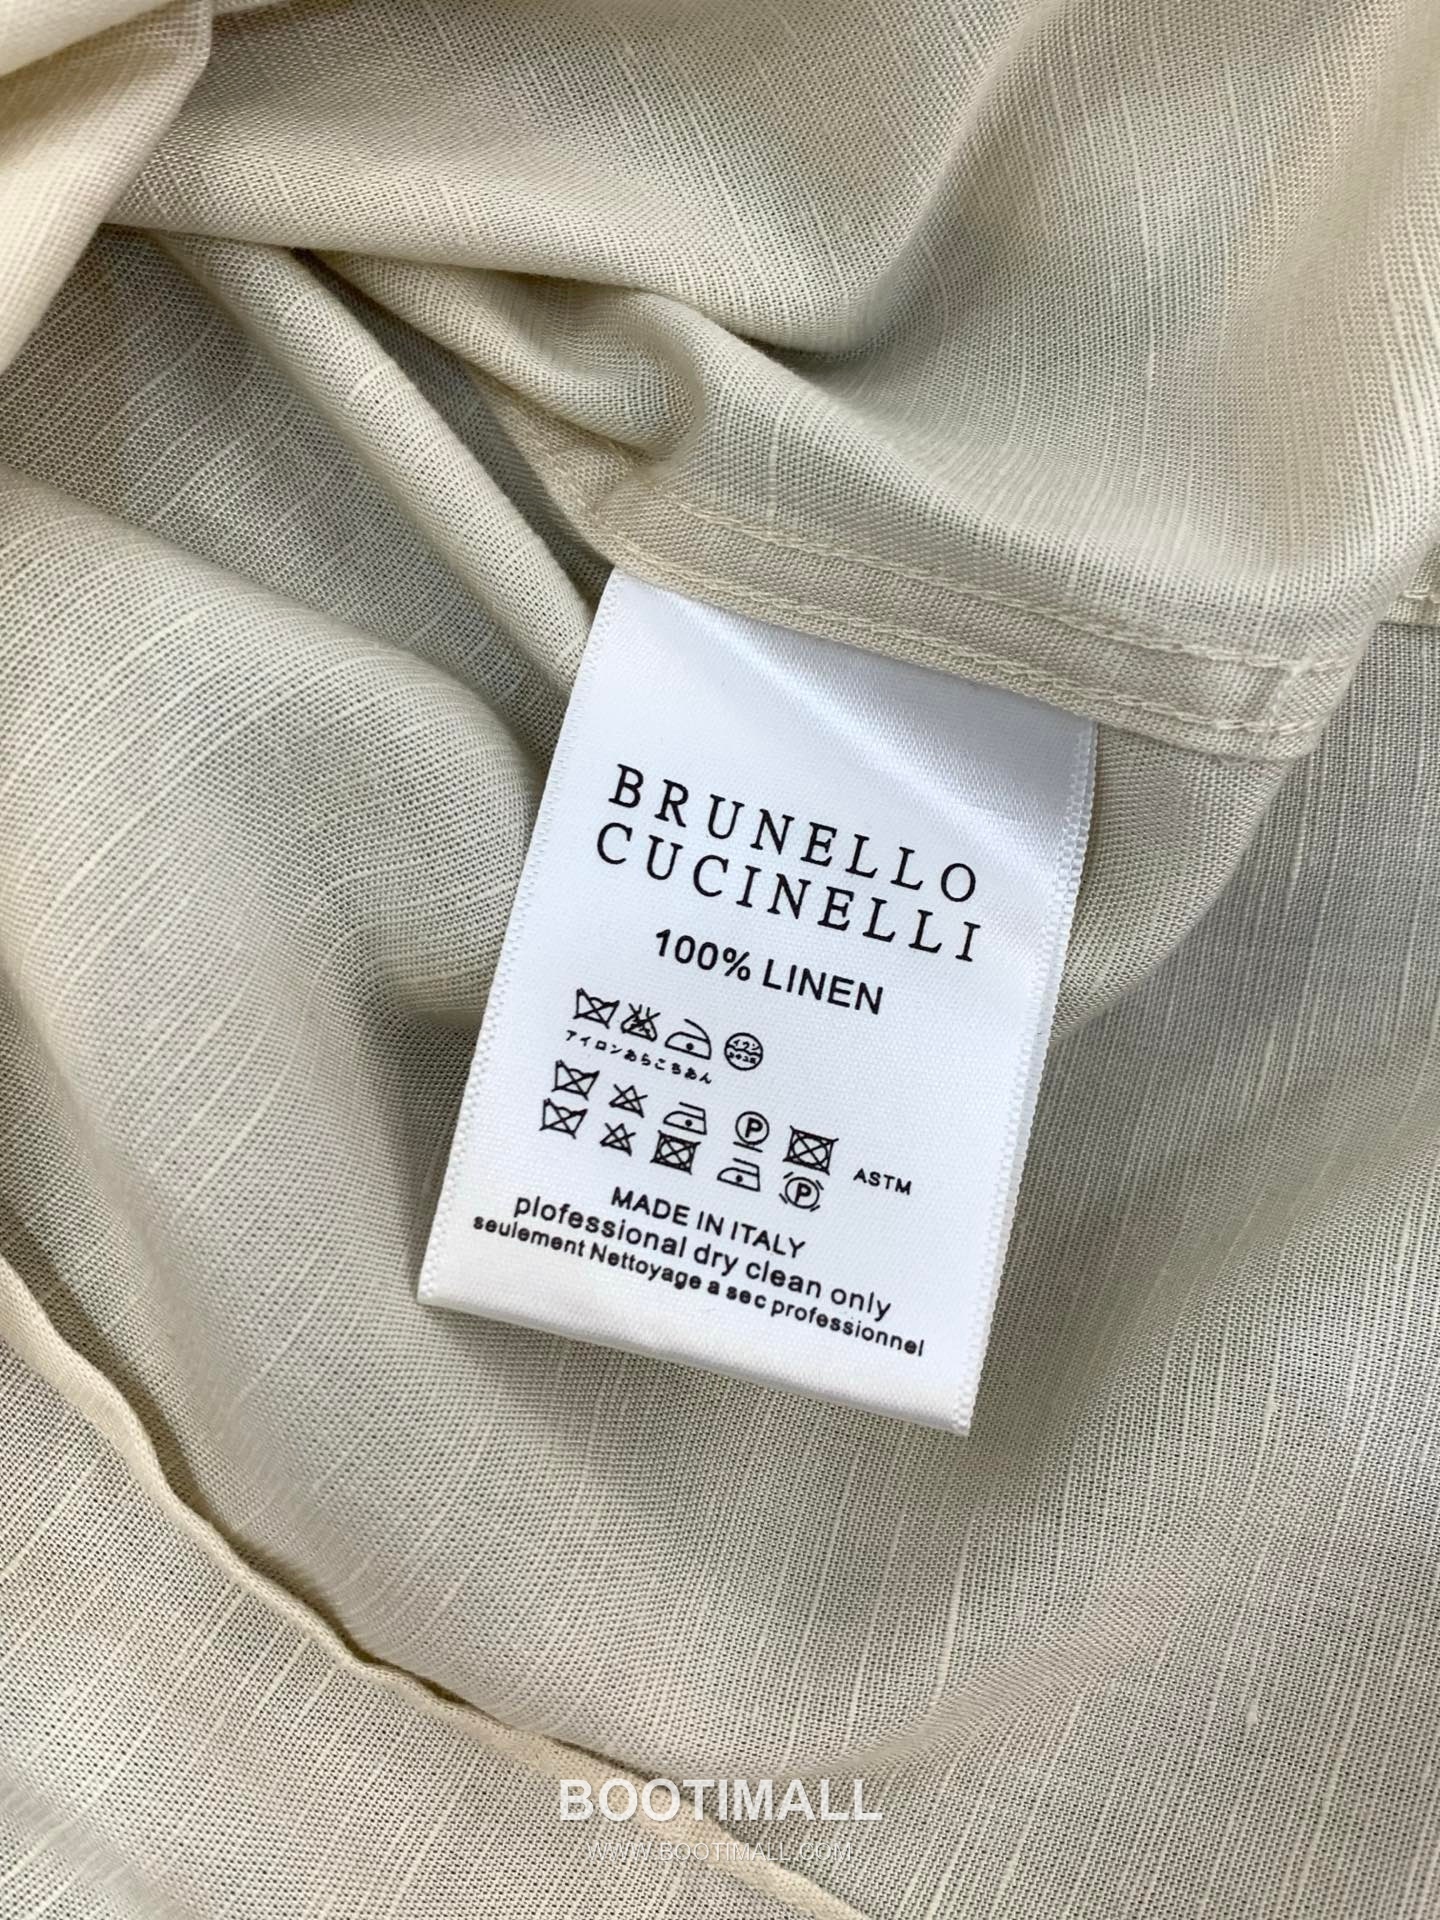 BRUNELLO
CUCINELLI
100% LINEN
アイロンあらこちあん
P
ASTM
P
MADE IN ITALY
plofessional dry clean only
seulement Nettoyage a sec professionnel
BOOTIMALL
WWW.BOOTIMALL.COM